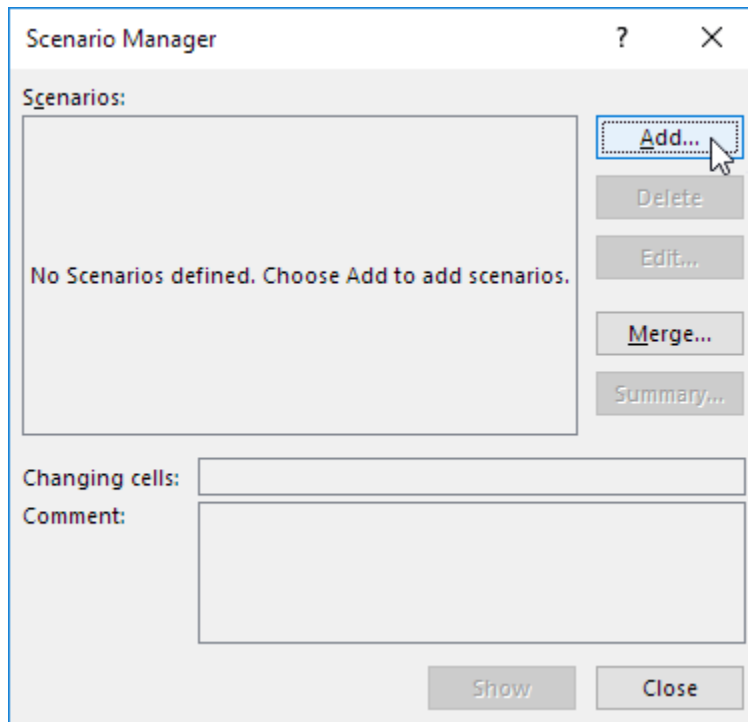 Scenario Manager
?
Scenarios:
Add...
Delete
No Scenarios defined. Choose Add to add scenarios.
Edit...
Merge...
Summary...
Changing cells:
Comment:
Show
Close